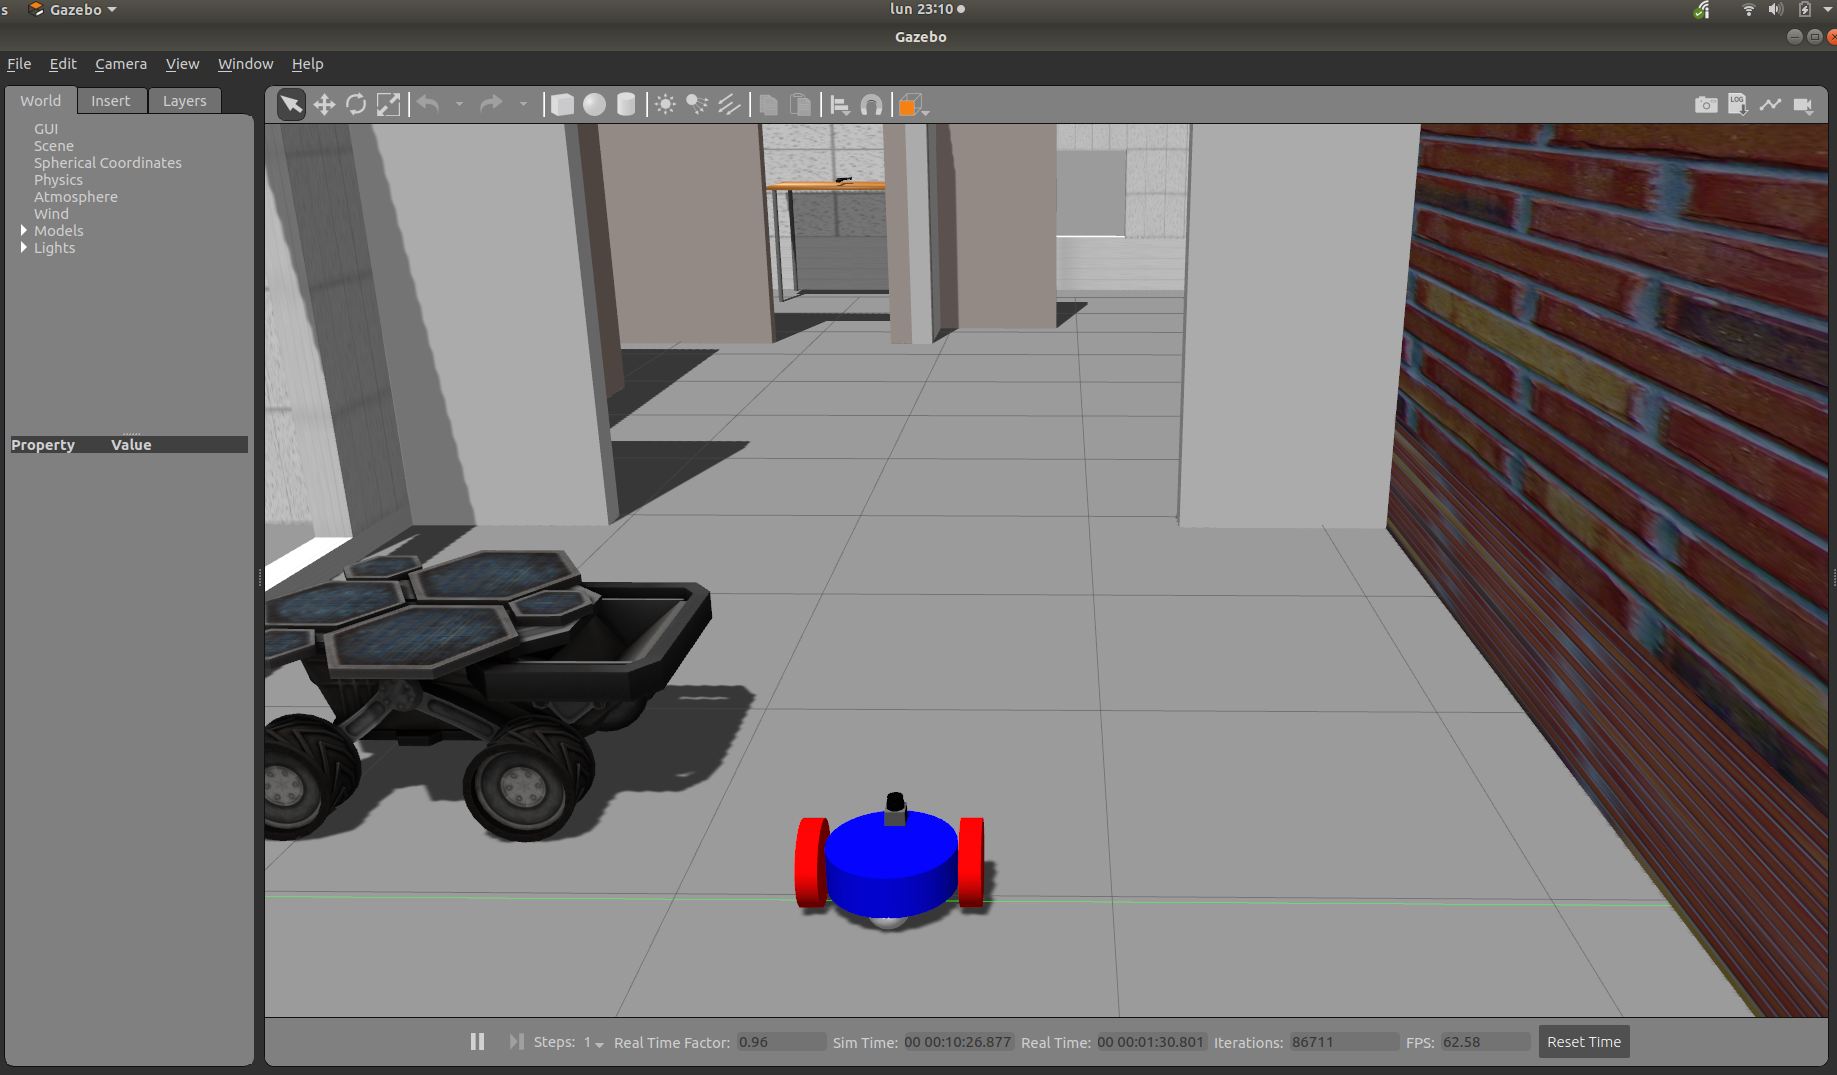 s Gazebo lun 23:10
Gazebo
File Edit Camera View Window Help
World Insert Layers
LOG
GUI
Scene
Spherical Coordinates
Physics
Atmosphere
Wind
Models
Lights
Property Value
Steps: 1 Real Time Factor: 0.96 Sim Time: 00 00:10:26.877 Real Time: 00 00:01:30.801 Iterations: 86711 FPS: 62.58 Reset Time